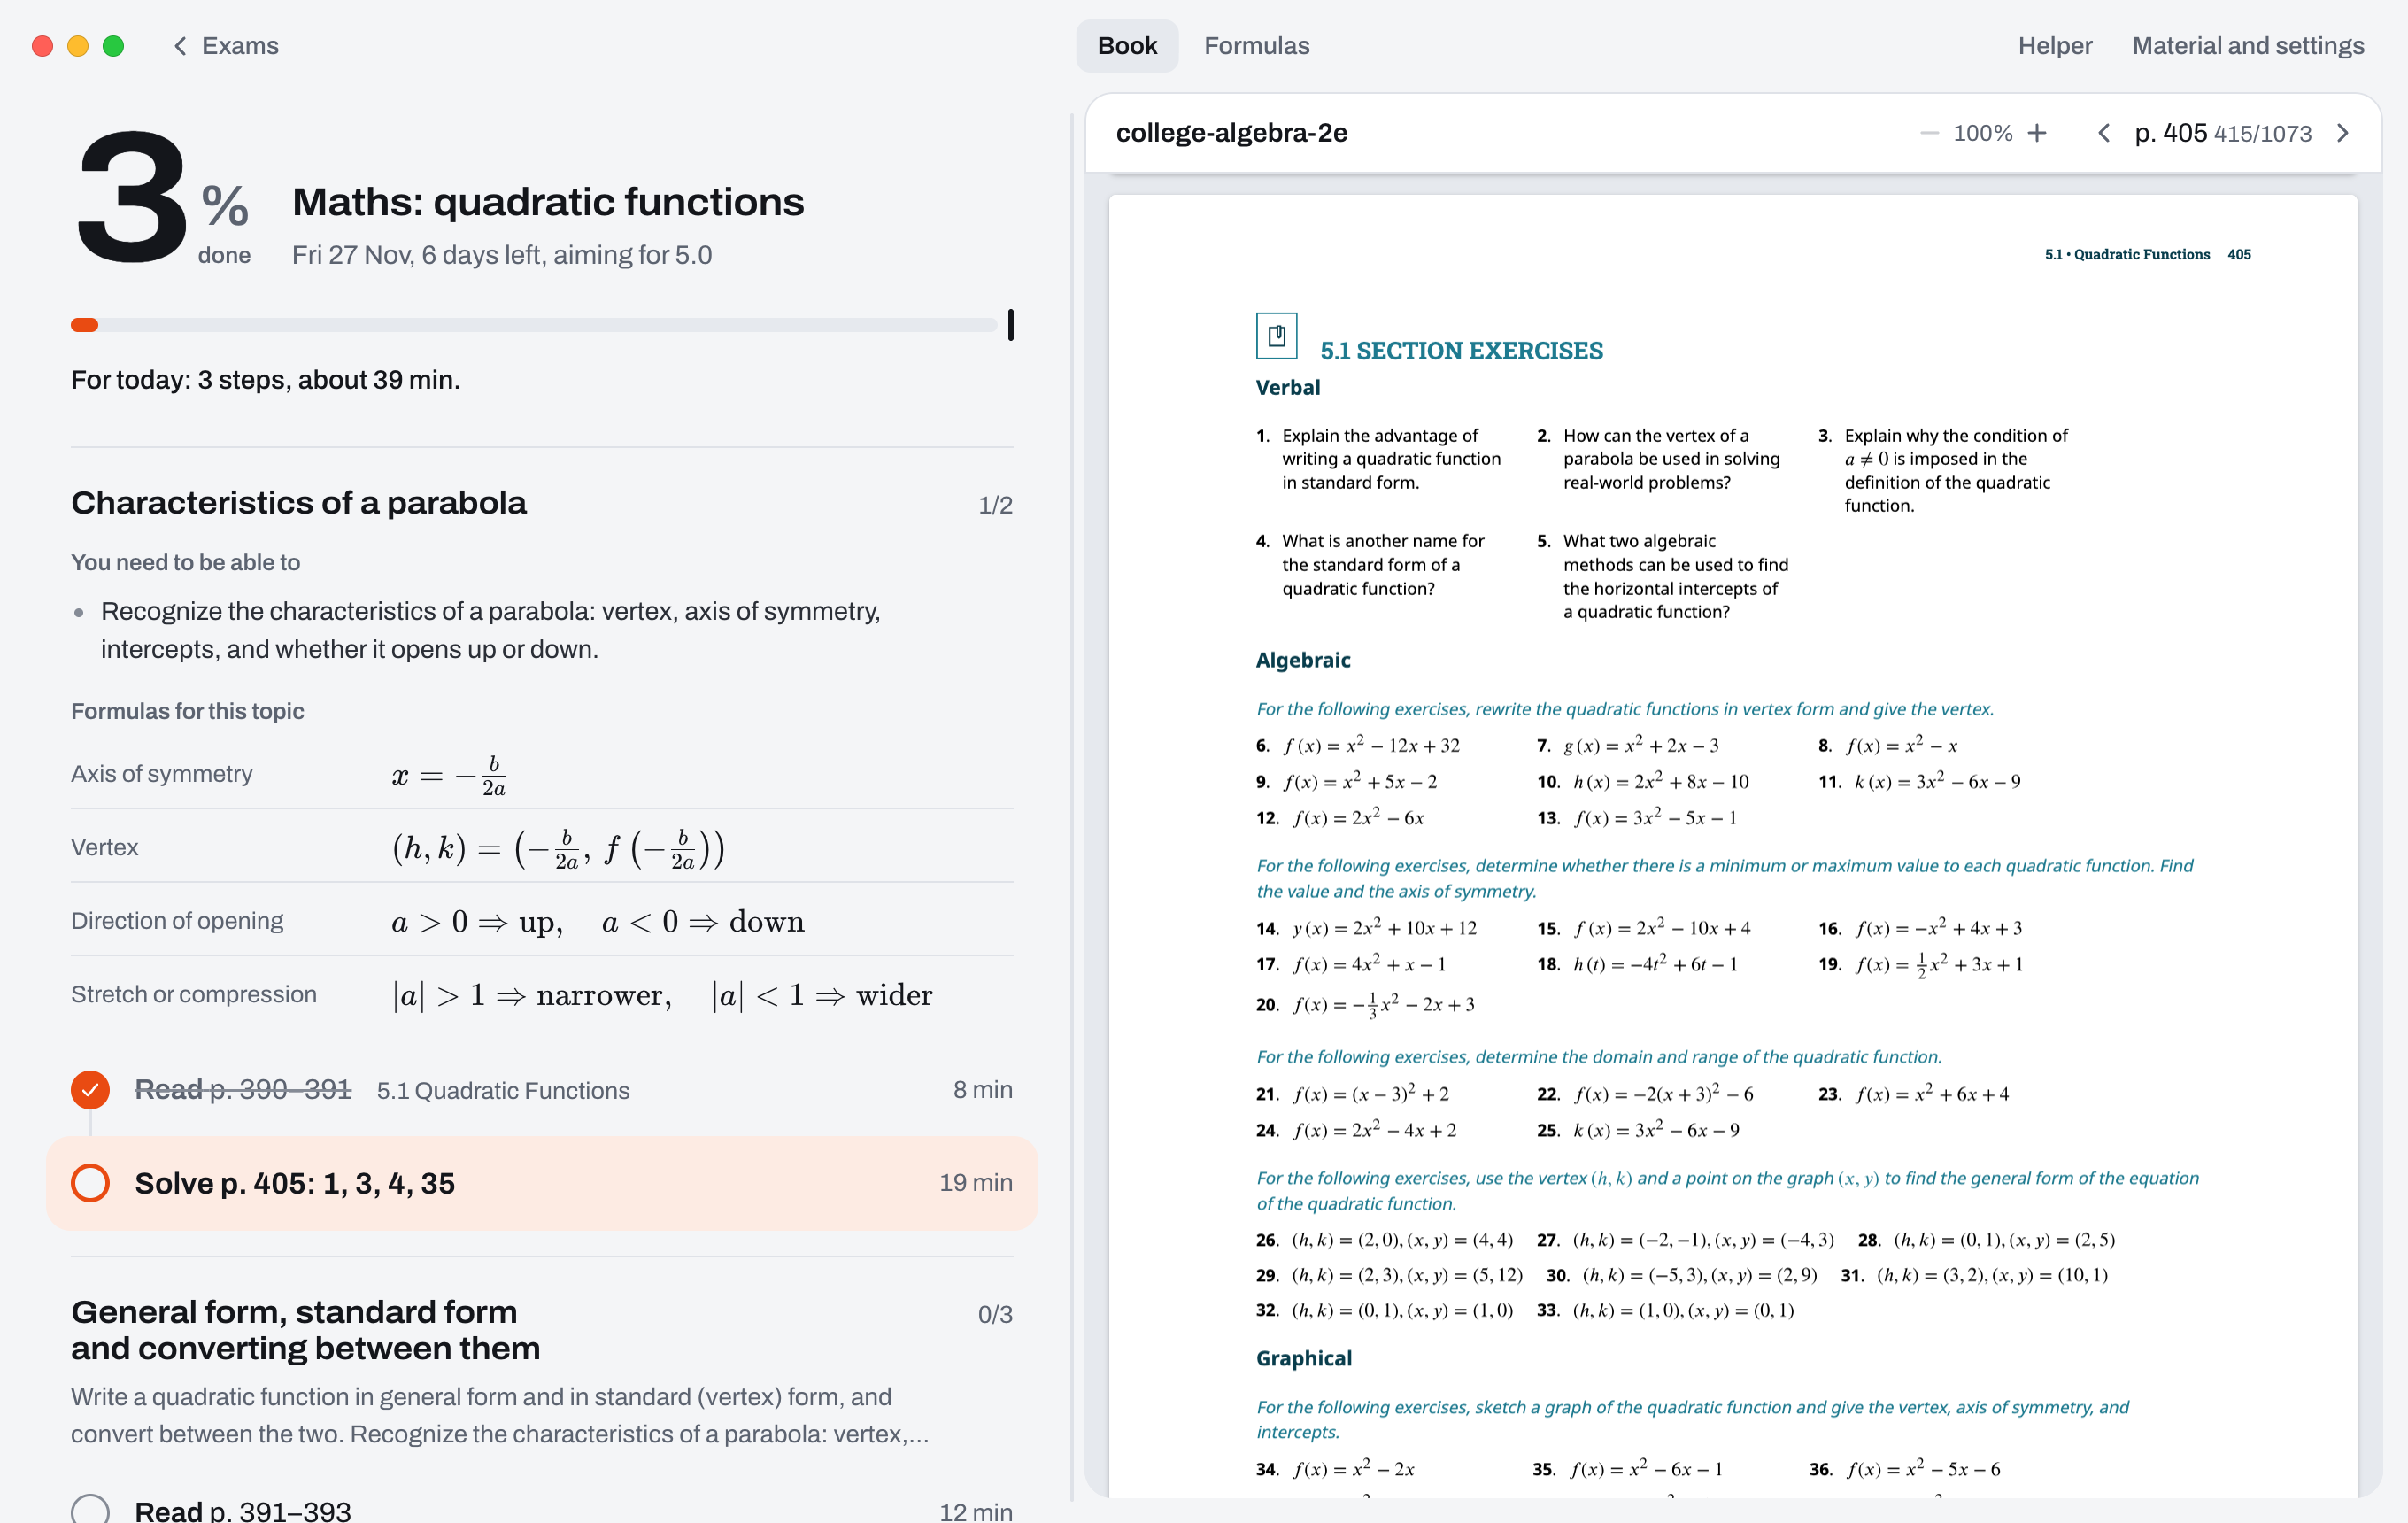 Exams
Book
Formulas
Helper
Material and settings
3 %
done
Maths: quadratic functions
Fri 27 Nov, 6 days left, aiming for 5.0
For today: 3 steps, about 39 min.
Characteristics of a parabola
1/2
You need to be able to
• Recognize the characteristics of a parabola: vertex, axis of symmetry,
intercepts, and whether it opens up or down.
Formulas for this topic
Axis of symmetry x = −b/2a
Vertex (h, k) = (−b/2a, f (−b/2a))
Direction of opening a > 0 ⇒ up, a < 0 ⇒ down
Stretch or compression |a| > 1 ⇒ narrower, |a| < 1 ⇒ wider
Read p. 390–391 5.1 Quadratic Functions 8 min
Solve p. 405: 1, 3, 4, 35 19 min
General form, standard form
and converting between them
0/3
Write a quadratic function in general form and in standard (vertex) form, and
convert between the two. Recognize the characteristics of a parabola: vertex,...
Read p. 391–393 12 min
college-algebra-2e
− 100% +
p. 405 415/1073
5.1 • Quadratic Functions 405
5.1 SECTION EXERCISES
Verbal
1. Explain the advantage of
writing a quadratic function
in standard form.
2. How can the vertex of a
parabola be used in solving
real-world problems?
3. Explain why the condition of
a ≠ 0 is imposed in the
definition of the quadratic
function.
4. What is another name for
the standard form of a
quadratic function?
5. What two algebraic
methods can be used to find
the horizontal intercepts of
a quadratic function?
Algebraic
For the following exercises, rewrite the quadratic functions in vertex form and give the vertex.
6. f (x) = x² − 12x + 32 7. g (x) = x² + 2x − 3 8. f(x) = x² − x
9. f(x) = x² + 5x − 2 10. h (x) = 2x² + 8x − 10 11. k (x) = 3x² − 6x − 9
12. f(x) = 2x² − 6x 13. f(x) = 3x² − 5x − 1
For the following exercises, determine whether there is a minimum or maximum value to each quadratic function. Find
the value and the axis of symmetry.
14. y (x) = 2x² + 10x + 12 15. f (x) = 2x² − 10x + 4 16. f(x) = −x² + 4x + 3
17. f(x) = 4x² + x − 1 18. h (t) = −4t² + 6t − 1 19. f(x) = 1/2x² + 3x + 1
20. f(x) = −1/3x² − 2x + 3
For the following exercises, determine the domain and range of the quadratic function.
21. f(x) = (x − 3)² + 2 22. f(x) = −2(x + 3)² − 6 23. f(x) = x² + 6x + 4
24. f(x) = 2x² − 4x + 2 25. k (x) = 3x² − 6x − 9
For the following exercises, use the vertex (h, k) and a point on the graph (x, y) to find the general form of the equation
of the quadratic function.
26. (h, k) = (2, 0), (x, y) = (4, 4) 27. (h, k) = (−2, −1), (x, y) = (−4, 3) 28. (h, k) = (0, 1), (x, y) = (2, 5)
29. (h, k) = (2, 3), (x, y) = (5, 12) 30. (h, k) = (−5, 3), (x, y) = (2, 9) 31. (h, k) = (3, 2), (x, y) = (10, 1)
32. (h, k) = (0, 1), (x, y) = (1, 0) 33. (h, k) = (1, 0), (x, y) = (0, 1)
Graphical
For the following exercises, sketch a graph of the quadratic function and give the vertex, axis of symmetry, and
intercepts.
34. f(x) = x² − 2x 35. f(x) = x² − 6x − 1 36. f(x) = x² − 5x − 6